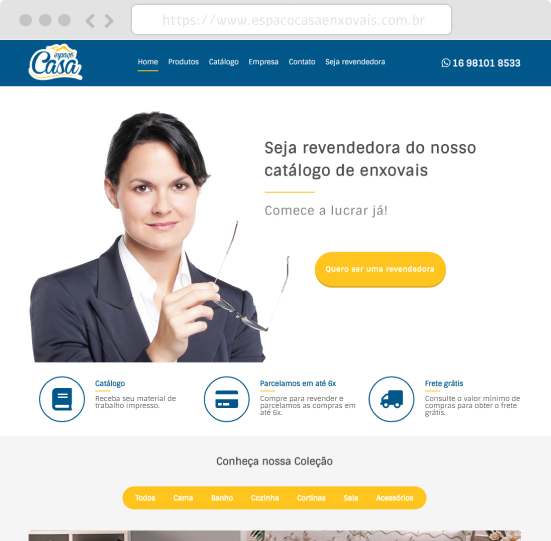 https://www.espacocasaenxovais.com.br
espaço
Casa
Home Produtos Catálogo Empresa Contato Seja revendedora
16 98101 8533
Seja revendedora do nosso
catálogo de enxovais
Comece a lucrar já!
Quero ser uma revendedora
Catálogo
Receba seu material de
trabalho impresso.
Parcelamos em até 6x
Compre para revender e
parcelamos as compras em
até 6x.
Frete grátis
Consulte o valor mínimo de
compras para obter o frete
grátis.
Conheça nossa Coleção
Todos Cama Banho Cozinha Cortinas Sala Acessórios